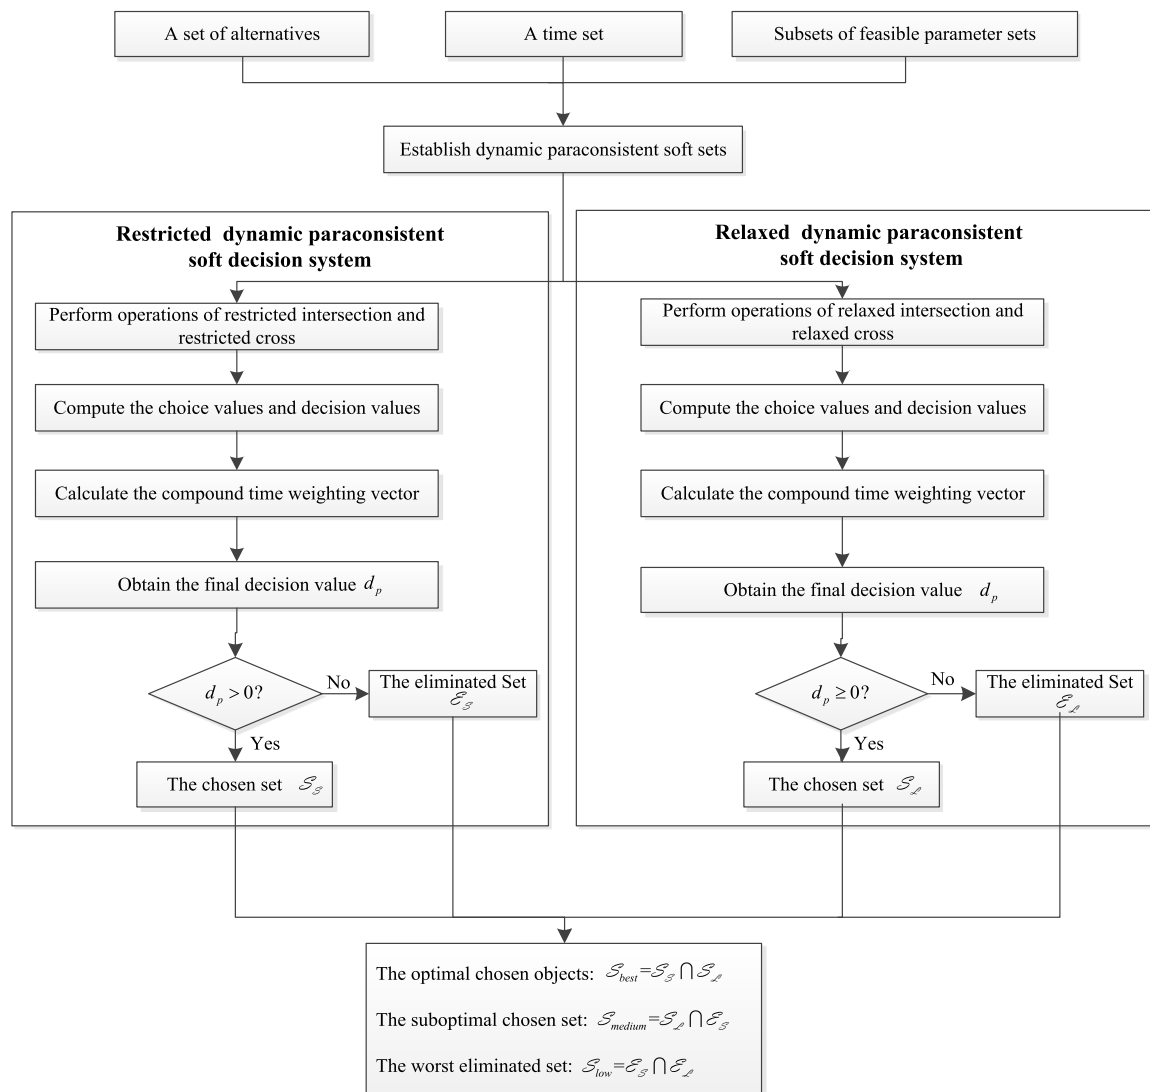 A set of alternatives
A time set
Subsets of feasible parameter sets
Establish dynamic paraconsistent soft sets
Restricted dynamic paraconsistent
soft decision system
Perform operations of restricted intersection and
restricted cross
Compute the choice values and decision values
Calculate the compound time weighting vector
Obtain the final decision value d_p
d_p > 0?
No
The eliminated Set
ℰ_𝒮
Yes
The chosen set 𝒮_𝒮
Relaxed dynamic paraconsistent
soft decision system
Perform operations of relaxed intersection and
relaxed cross
Compute the choice values and decision values
Calculate the compound time weighting vector
Obtain the final decision value d_p
d_p ≥ 0?
No
The eliminated Set
ℰ_ℒ
Yes
The chosen set 𝒮_ℒ
The optimal chosen objects: 𝒮_best=𝒮_𝒮 ⋂ 𝒮_ℒ
The suboptimal chosen set: 𝒮_medium=𝒮_ℒ ⋂ ℰ_𝒮
The worst eliminated set: 𝒮_low=ℰ_𝒮 ⋂ ℰ_ℒ